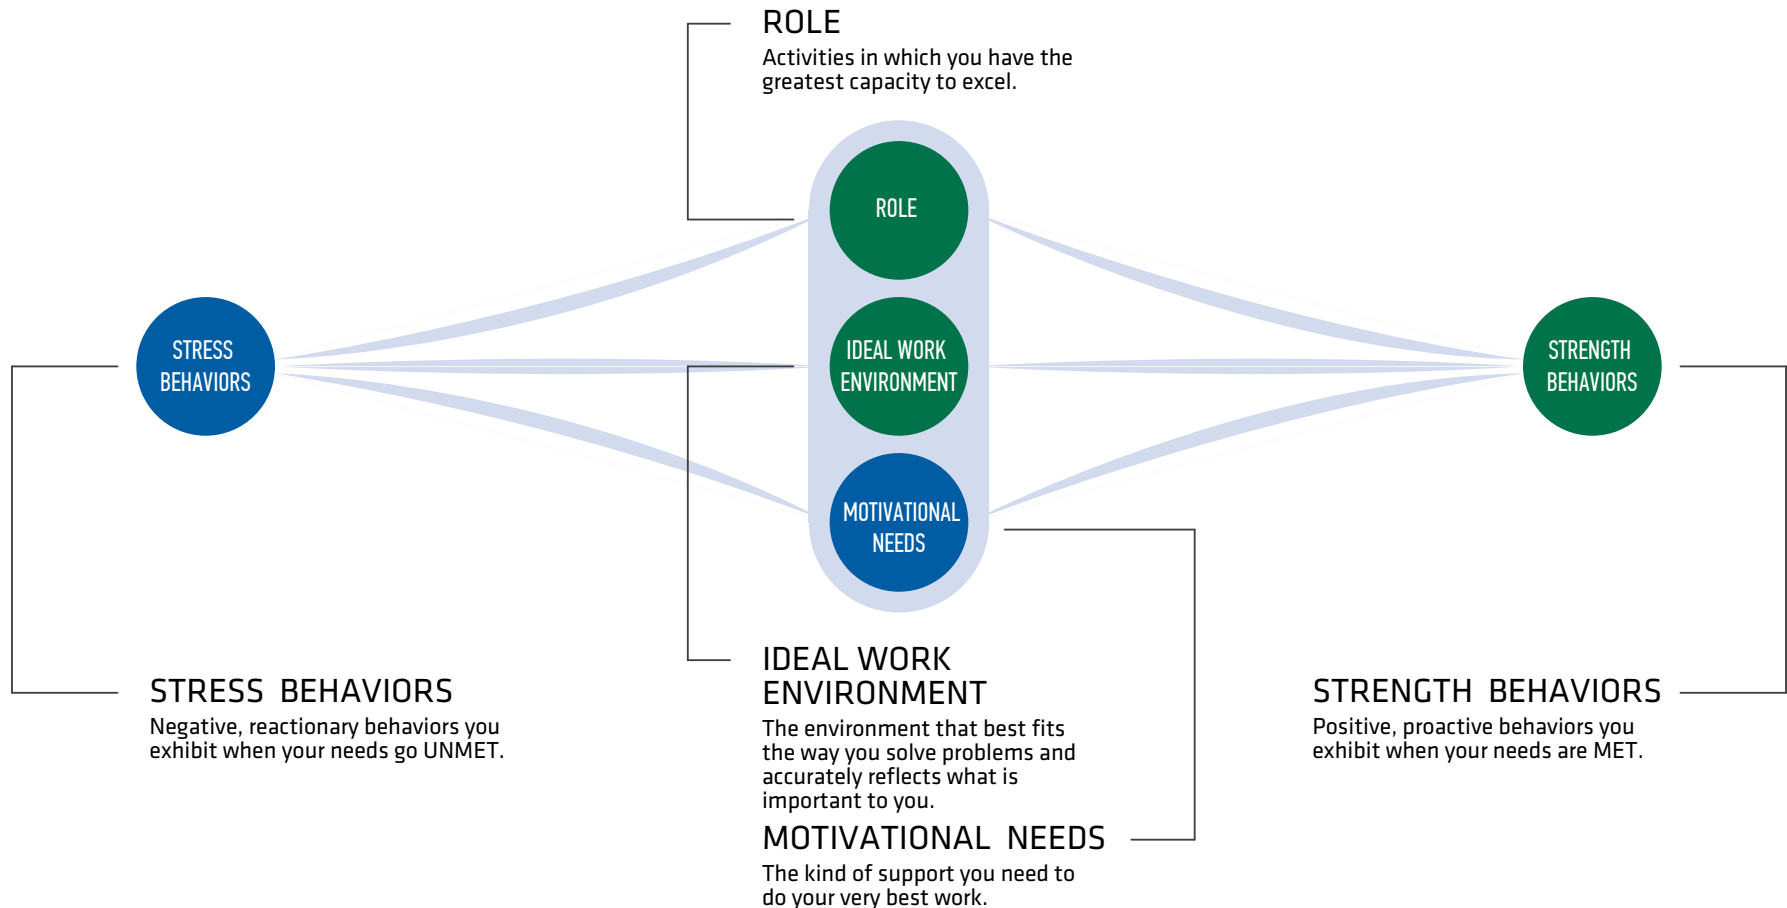 ROLE
Activities in which you have the
greatest capacity to excel.
ROLE
STRESS
BEHAVIORS
IDEAL WORK
ENVIRONMENT
STRENGTH
BEHAVIORS
MOTIVATIONAL
NEEDS
STRESS BEHAVIORS
Negative, reactionary behaviors you
exhibit when your needs go UNMET.
IDEAL WORK
ENVIRONMENT
The environment that best fits
the way you solve problems and
accurately reflects what is
important to you.
MOTIVATIONAL NEEDS
The kind of support you need to
do your very best work.
STRENGTH BEHAVIORS
Positive, proactive behaviors you
exhibit when your needs are MET.